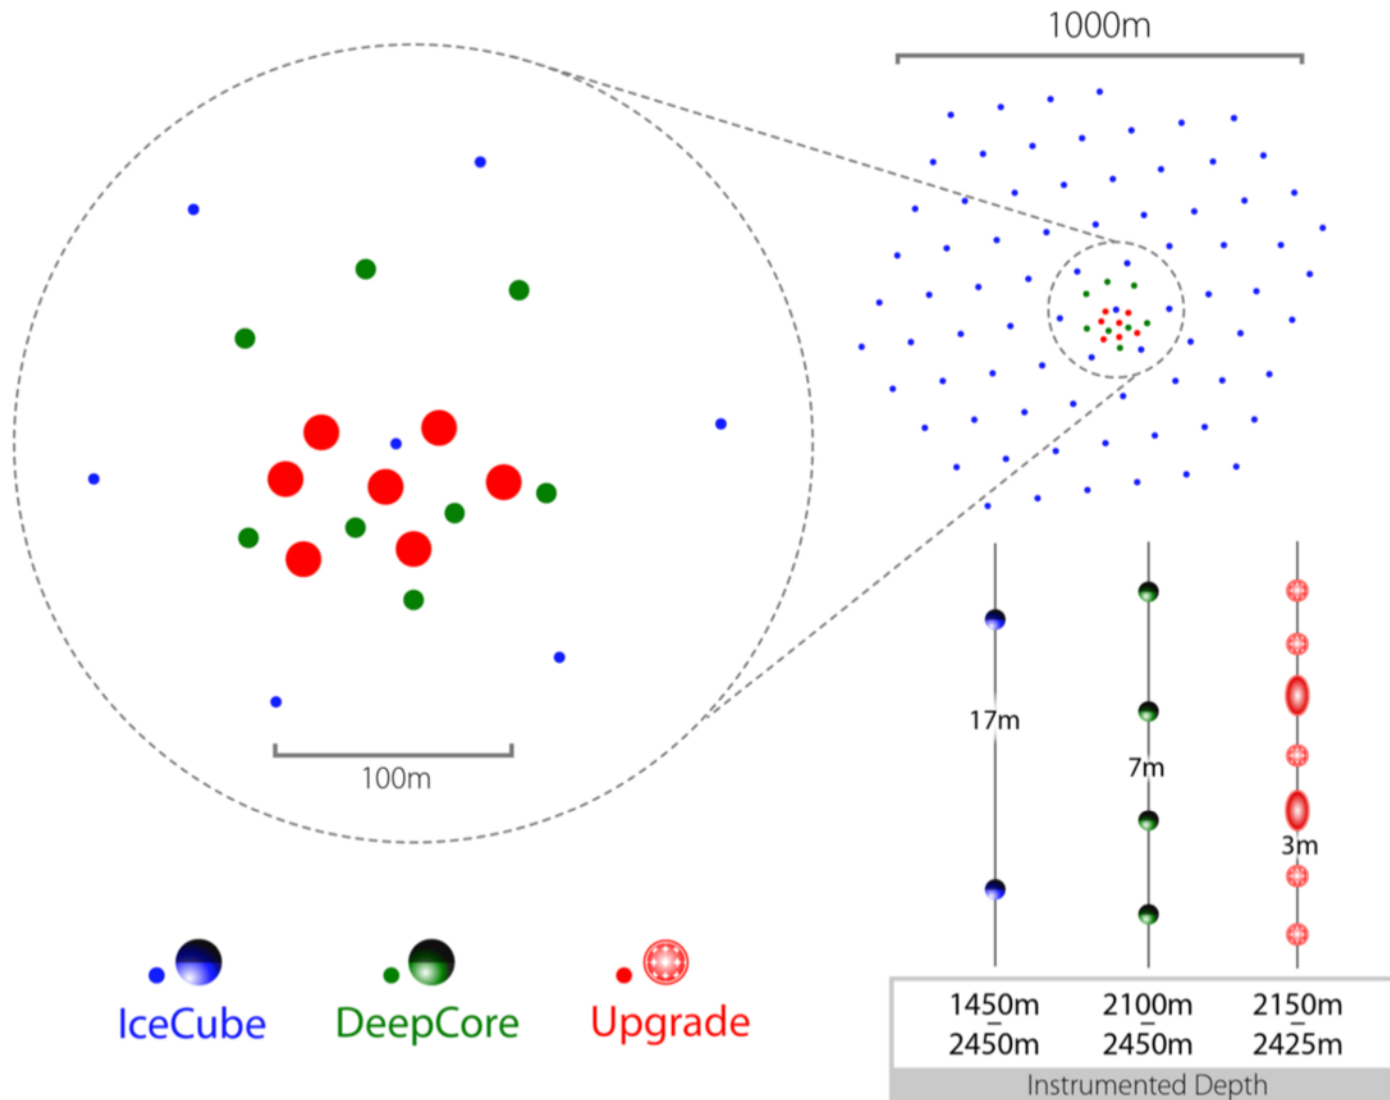 1000m
100m
17m
7m
3m
IceCube
DeepCore
Upgrade
1450m
–
2450m
2100m
–
2450m
2150m
–
2425m
Instrumented Depth